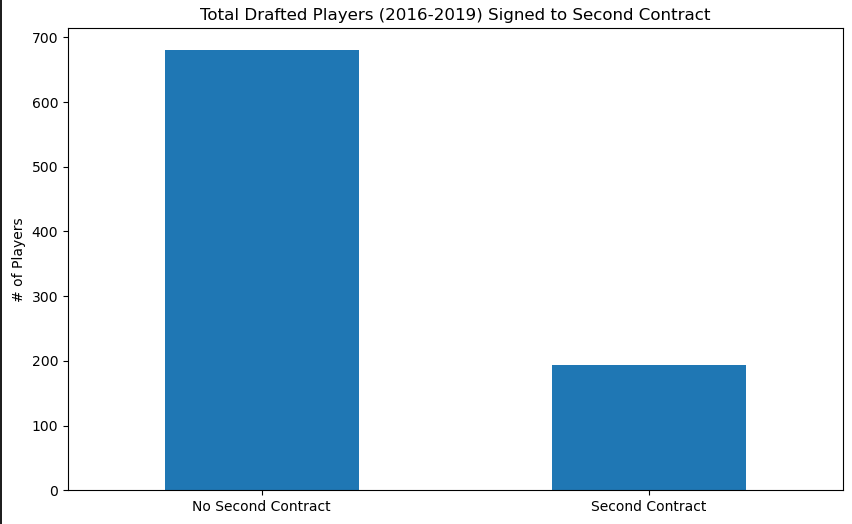 Total Drafted Players (2016-2019) Signed to Second Contract
# of Players
700
600
500
400
300
200
100
0
No Second Contract
Second Contract